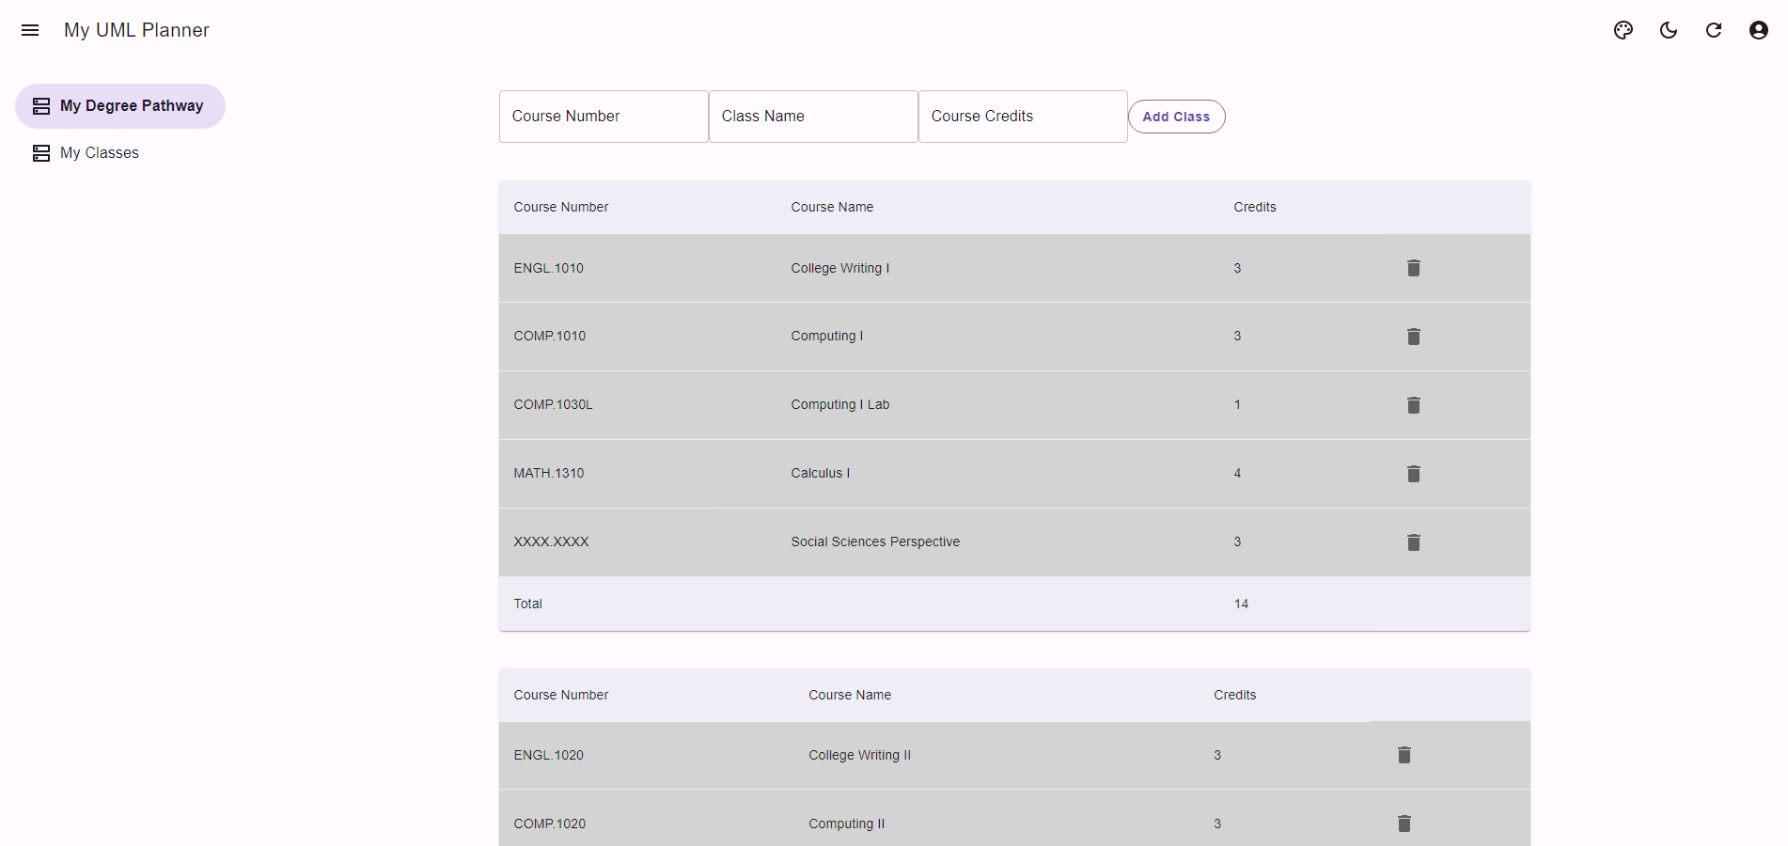 My UML Planner
My Degree Pathway
My Classes
Course Number Class Name Course Credits Add Class
Course Number Course Name Credits
ENGL.1010 College Writing I 3
COMP.1010 Computing I 3
COMP.1030L Computing I Lab 1
MATH.1310 Calculus I 4
XXXX.XXXX Social Sciences Perspective 3
Total 14
Course Number Course Name Credits
ENGL.1020 College Writing II 3
COMP.1020 Computing II 3